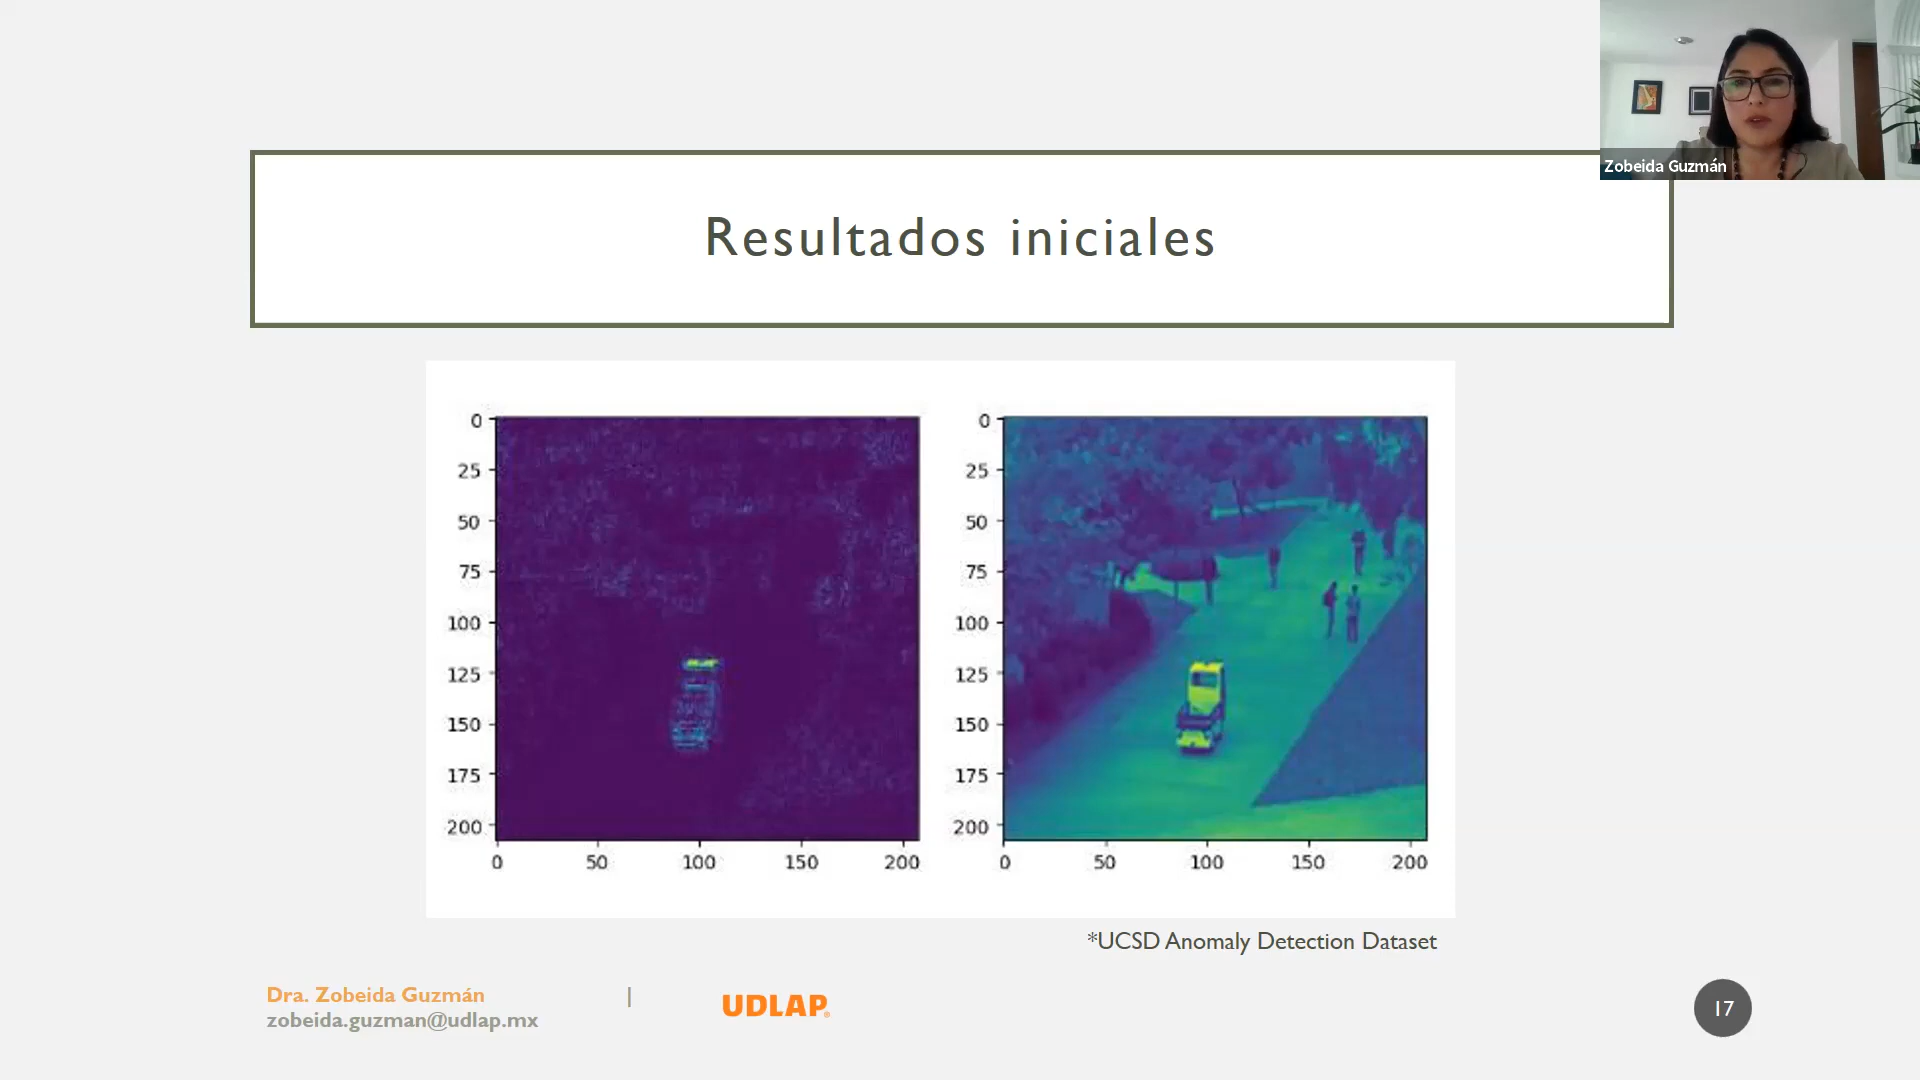 Zobeida Guzmán
Resultados iniciales
0
25
50
75
100
125
150
175
200
0 50 100 150 200
0
25
50
75
100
125
150
175
200
0 50 100 150 200
*UCSD Anomaly Detection Dataset
Dra. Zobeida Guzmán |
zobeida.guzman@udlap.mx
UDLAP®
17